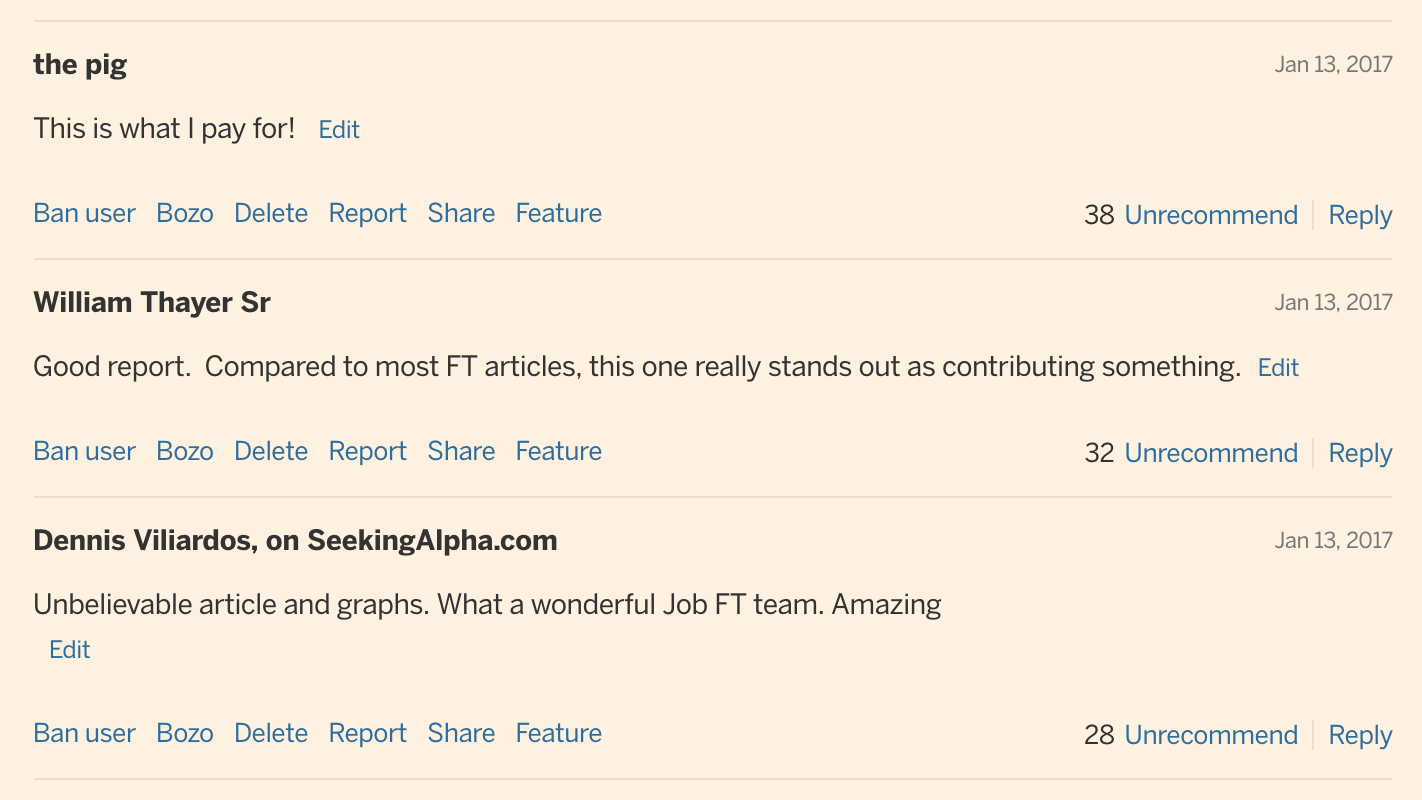 the pig Jan 13, 2017
This is what I pay for! Edit
Ban user Bozo Delete Report Share Feature 38 Unrecommend Reply
William Thayer Sr Jan 13, 2017
Good report.  Compared to most FT articles, this one really stands out as contributing something. Edit
Ban user Bozo Delete Report Share Feature 32 Unrecommend Reply
Dennis Viliardos, on SeekingAlpha.com Jan 13, 2017
Unbelievable article and graphs. What a wonderful Job FT team. Amazing
Edit
Ban user Bozo Delete Report Share Feature 28 Unrecommend Reply